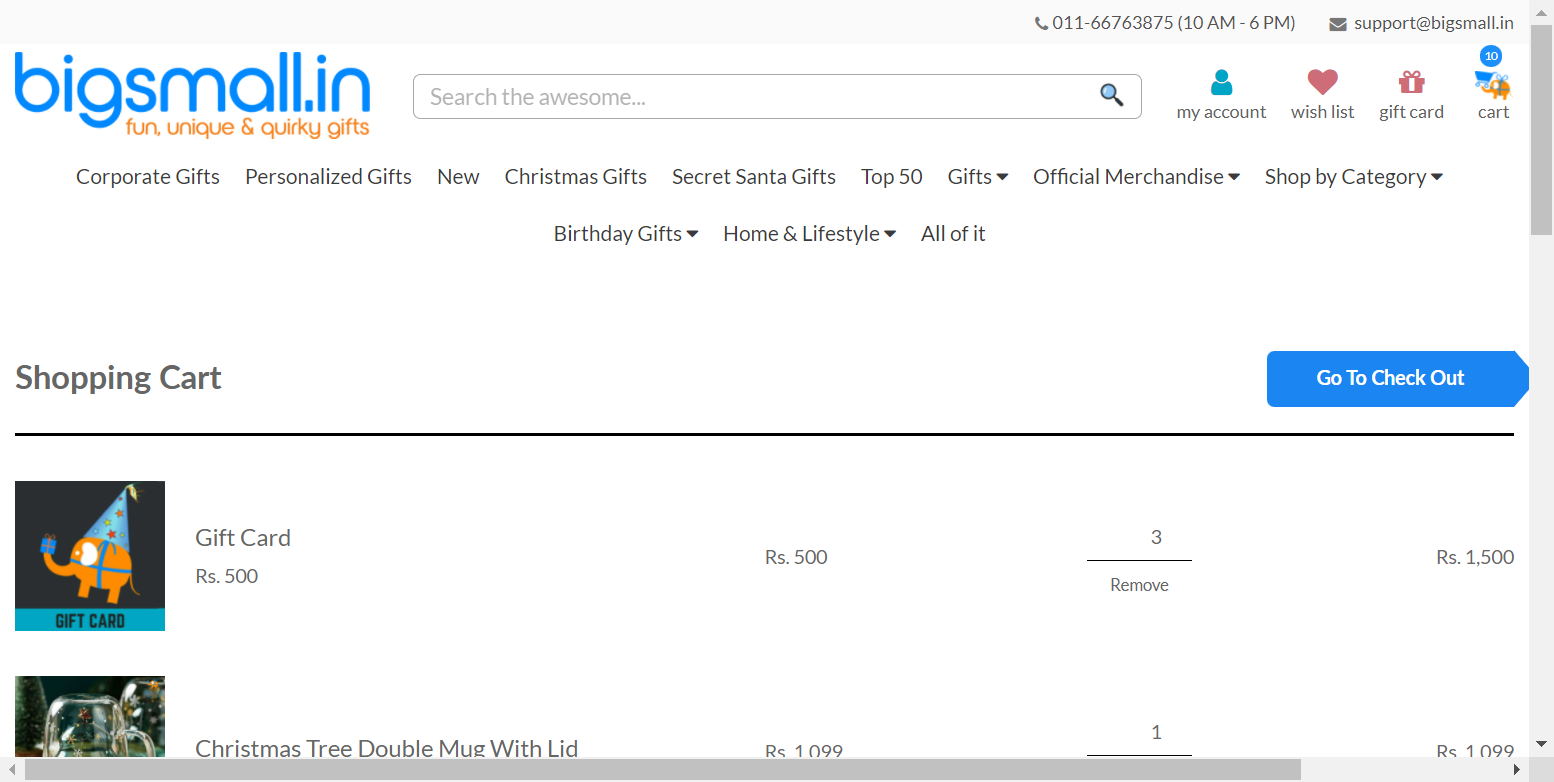 011-66763875 (10 AM - 6 PM) support@bigsmall.in
bigsmall.in
fun, unique & quirky gifts
Search the awesome...
my account
wish list
gift card
10
cart
Corporate Gifts Personalized Gifts New Christmas Gifts Secret Santa Gifts Top 50 Gifts Official Merchandise Shop by Category
Birthday Gifts Home & Lifestyle All of it
Shopping Cart
Go To Check Out
GIFT CARD
Gift Card
Rs. 500
Rs. 500
3
Remove
Rs. 1,500
Christmas Tree Double Mug With Lid
Rs. 1,099
1
Rs. 1,099